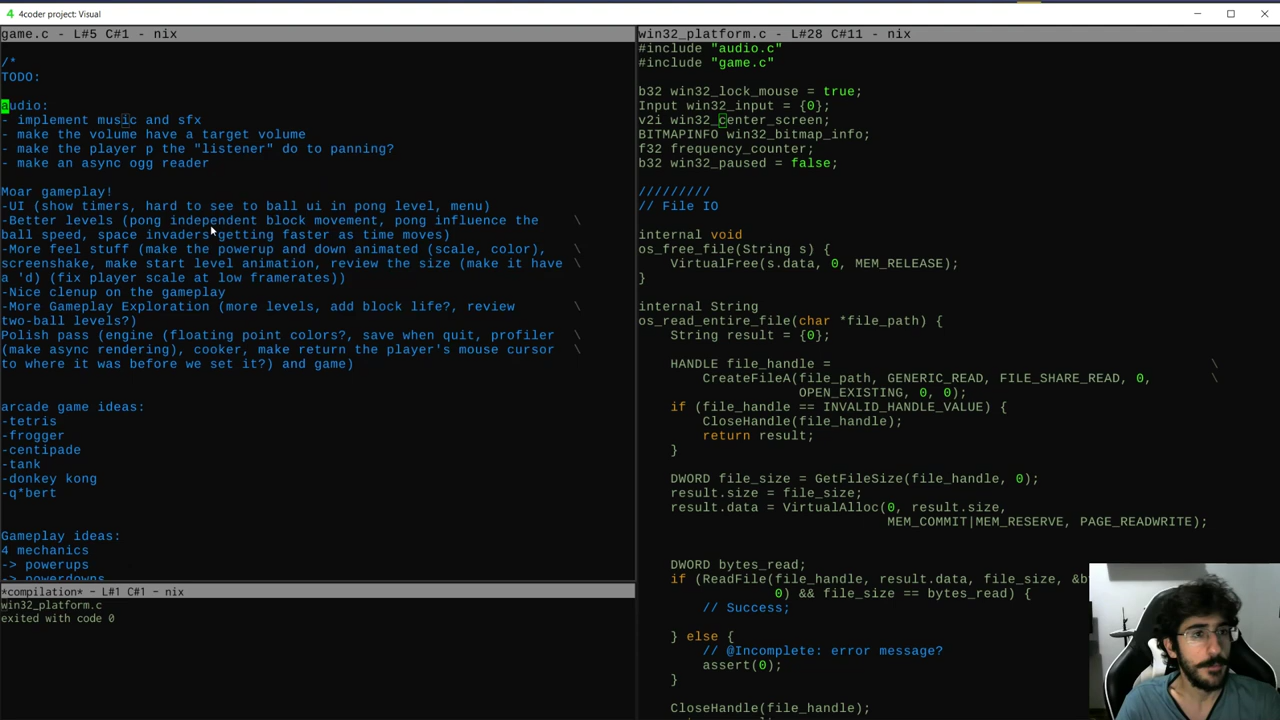 4coder project: Visual
game.c - L#5 C#1 - nix
/*
TODO:
audio:
- implement music and sfx
- make the volume have a target volume
- make the player p the "listener" do to panning?
- make an async ogg reader
Moar gameplay!
-UI (show timers, hard to see to ball ui in pong level, menu)
-Better levels (pong independent block movement, pong influence the \
ball speed, space invaders getting faster as time moves)
-More feel stuff (make the powerup and down animated (scale, color), \
screenshake, make start level animation, review the size (make it have \
a 'd) (fix player scale at low framerates))
-Nice clenup on the gameplay
-More Gameplay Exploration (more levels, add block life?, review \
two-ball levels?)
Polish pass (engine (floating point colors?, save when quit, profiler \
(make async rendering), cooker, make return the player's mouse cursor \
to where it was before we set it?) and game)
arcade game ideas:
-tetris
-frogger
-centipade
-tank
-donkey kong
-q*bert
Gameplay ideas:
4 mechanics
-> powerups
-> powerdowns
*compilation* - L#1 C#1 - nix
win32_platform.c
exited with code 0
win32_platform.c - L#28 C#11 - nix
#include "audio.c"
#include "game.c"
b32 win32_lock_mouse = true;
Input win32_input = {0};
v2i win32_center_screen;
BITMAPINFO win32_bitmap_info;
f32 frequency_counter;
b32 win32_paused = false;
/////////
// File IO
internal void
os_free_file(String s) {
VirtualFree(s.data, 0, MEM_RELEASE);
}
internal String
os_read_entire_file(char *file_path) {
String result = {0};
HANDLE file_handle = \
CreateFileA(file_path, GENERIC_READ, FILE_SHARE_READ, 0, \
OPEN_EXISTING, 0, 0);
if (file_handle == INVALID_HANDLE_VALUE) {
CloseHandle(file_handle);
return result;
}
DWORD file_size = GetFileSize(file_handle, 0);
result.size = file_size;
result.data = VirtualAlloc(0, result.size,
MEM_COMMIT|MEM_RESERVE, PAGE_READWRITE);
DWORD bytes_read;
if (ReadFile(file_handle, result.data, file_size, &b
0) && file_size == bytes_read) {
// Success;
} else {
// @Incomplete: error message?
assert(0);
}
CloseHandle(file_handle);